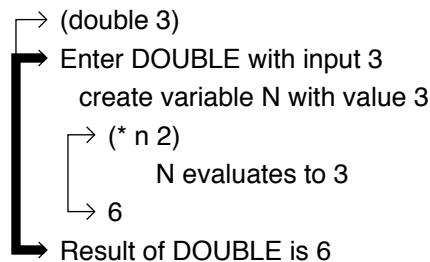 (double 3)
Enter DOUBLE with input 3
create variable N with value 3
(* n 2)
N evaluates to 3
6
Result of DOUBLE is 6